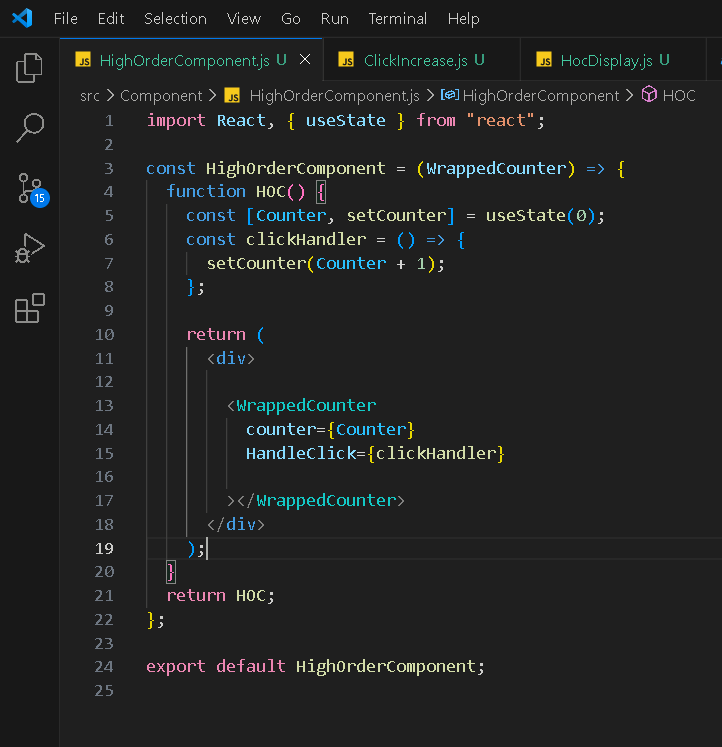 File Edit Selection View Go Run Terminal Help
JS HighOrderComponent.js U × JS ClickIncrease.js U JS HocDisplay.js U
src > Component > JS HighOrderComponent.js > HighOrderComponent > HOC
1 import React, { useState } from "react";
2
3 const HighOrderComponent = (WrappedCounter) => {
4 function HOC() {
5 const [Counter, setCounter] = useState(0);
6 const clickHandler = () => {
7 setCounter(Counter + 1);
8 };
9
10 return (
11 <div>
12
13 <WrappedCounter
14 counter={Counter}
15 HandleClick={clickHandler}
16
17 ></WrappedCounter>
18 </div>
19 );
20 }
21 return HOC;
22 };
23
24 export default HighOrderComponent;
25
15